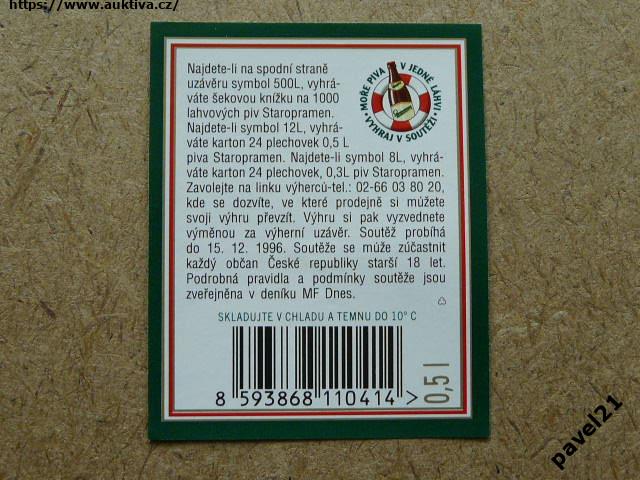 https://www.auktiva.cz/
Najdete-li na spodní straně
uzávěru symbol 500L, vyhrá-
váte šekovou knížku na 1000
lahvových piv Staropramen.
Najdete-li symbol 12L, vyhrá-
váte karton 24 plechovek 0,5 L
piva Staropramen. Najdete-li symbol 8L, vyhrá-
váte karton 24 plechovek, 0,3L piv Staropramen.
Zavolejte na linku výherců-tel.: 02-66 03 80 20,
kde se dozvíte, ve které prodejně si můžete
svoji výhru převzít. Výhru si pak vyzvednete
výměnou za výherní uzávěr. Soutěž probíhá
do 15. 12. 1996. Soutěže se může zúčastnit
každý občan České republiky starší 18 let.
Podrobná pravidla a podmínky soutěže jsou
zveřejněna v deníku MF Dnes.
MOŘE PIVA V JEDNÉ LAHVI
• VYHRAJ V SOUTĚŽI •
SKLADUJTE V CHLADU A TEMNU DO 10° C
8 593868 110414 >
0,5 l
pavel21